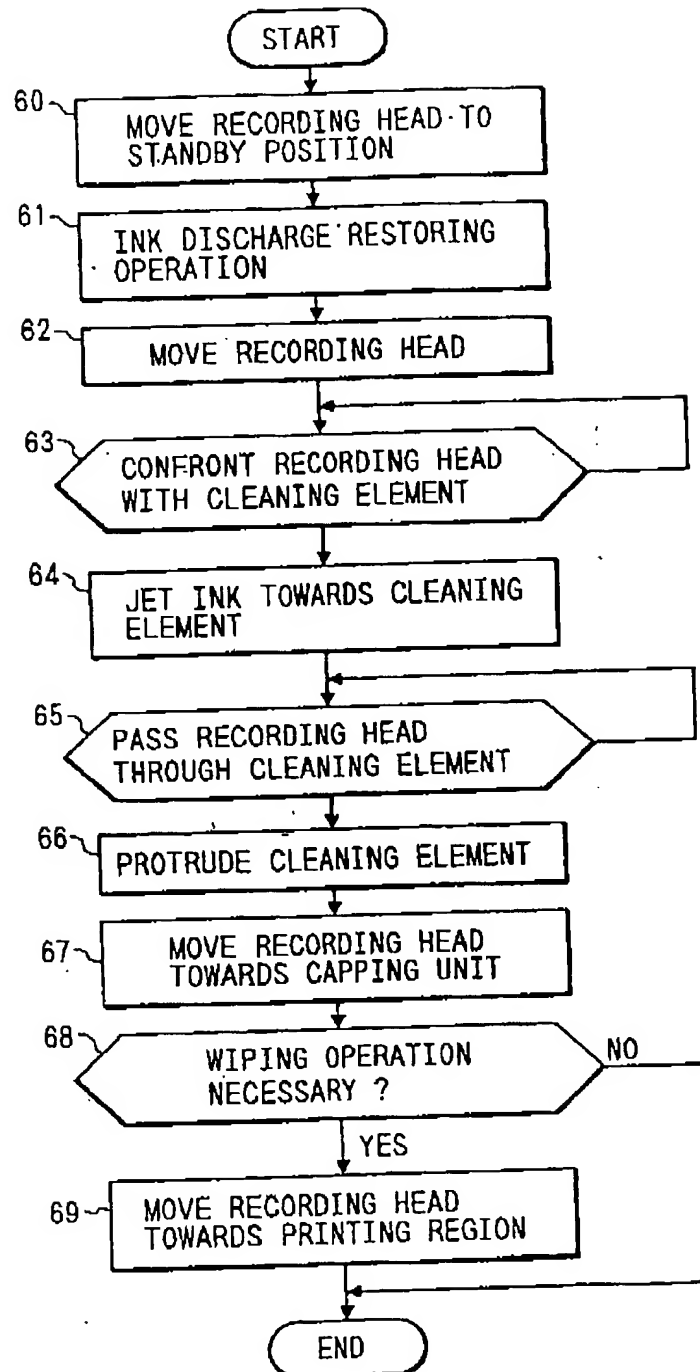 START
60
MOVE RECORDING HEAD TO
STANDBY POSITION
61
INK DISCHARGE RESTORING
OPERATION
62
MOVE RECORDING HEAD
63
CONFRONT RECORDING HEAD
WITH CLEANING ELEMENT
64
JET INK TOWARDS CLEANING
ELEMENT
65
PASS RECORDING HEAD
THROUGH CLEANING ELEMENT
66
PROTRUDE CLEANING ELEMENT
67
MOVE RECORDING HEAD
TOWARDS CAPPING UNIT
68
WIPING OPERATION
NECESSARY ?
NO
YES
69
MOVE RECORDING HEAD
TOWARDS PRINTING REGION
END